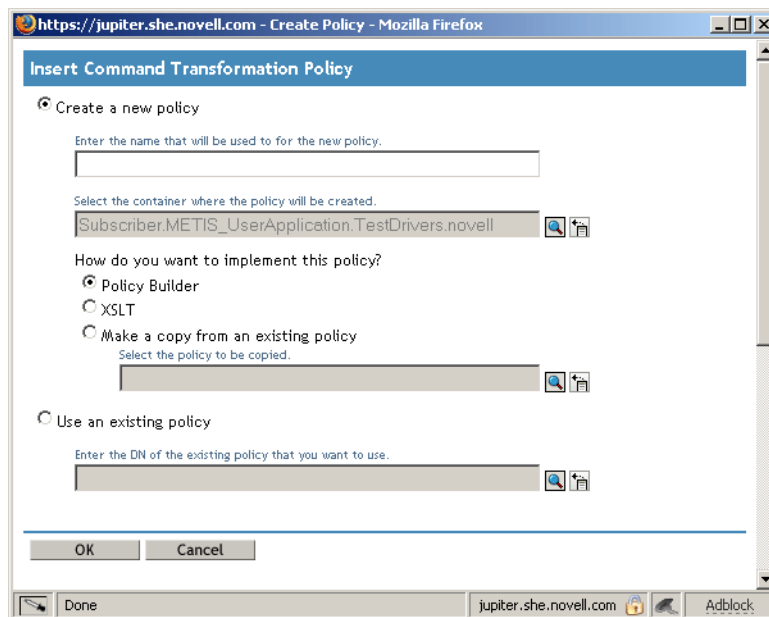 https://jupiter.she.novell.com - Create Policy - Mozilla Firefox
Insert Command Transformation Policy
Create a new policy
Enter the name that will be used to for the new policy.
Select the container where the policy will be created.
Subscriber.METIS_UserApplication.TestDrivers.novell
How do you want to implement this policy?
Policy Builder
XSLT
Make a copy from an existing policy
Select the policy to be copied.
Use an existing policy
Enter the DN of the existing policy that you want to use.
OK Cancel
Done jupiter.she.novell.com Adblock